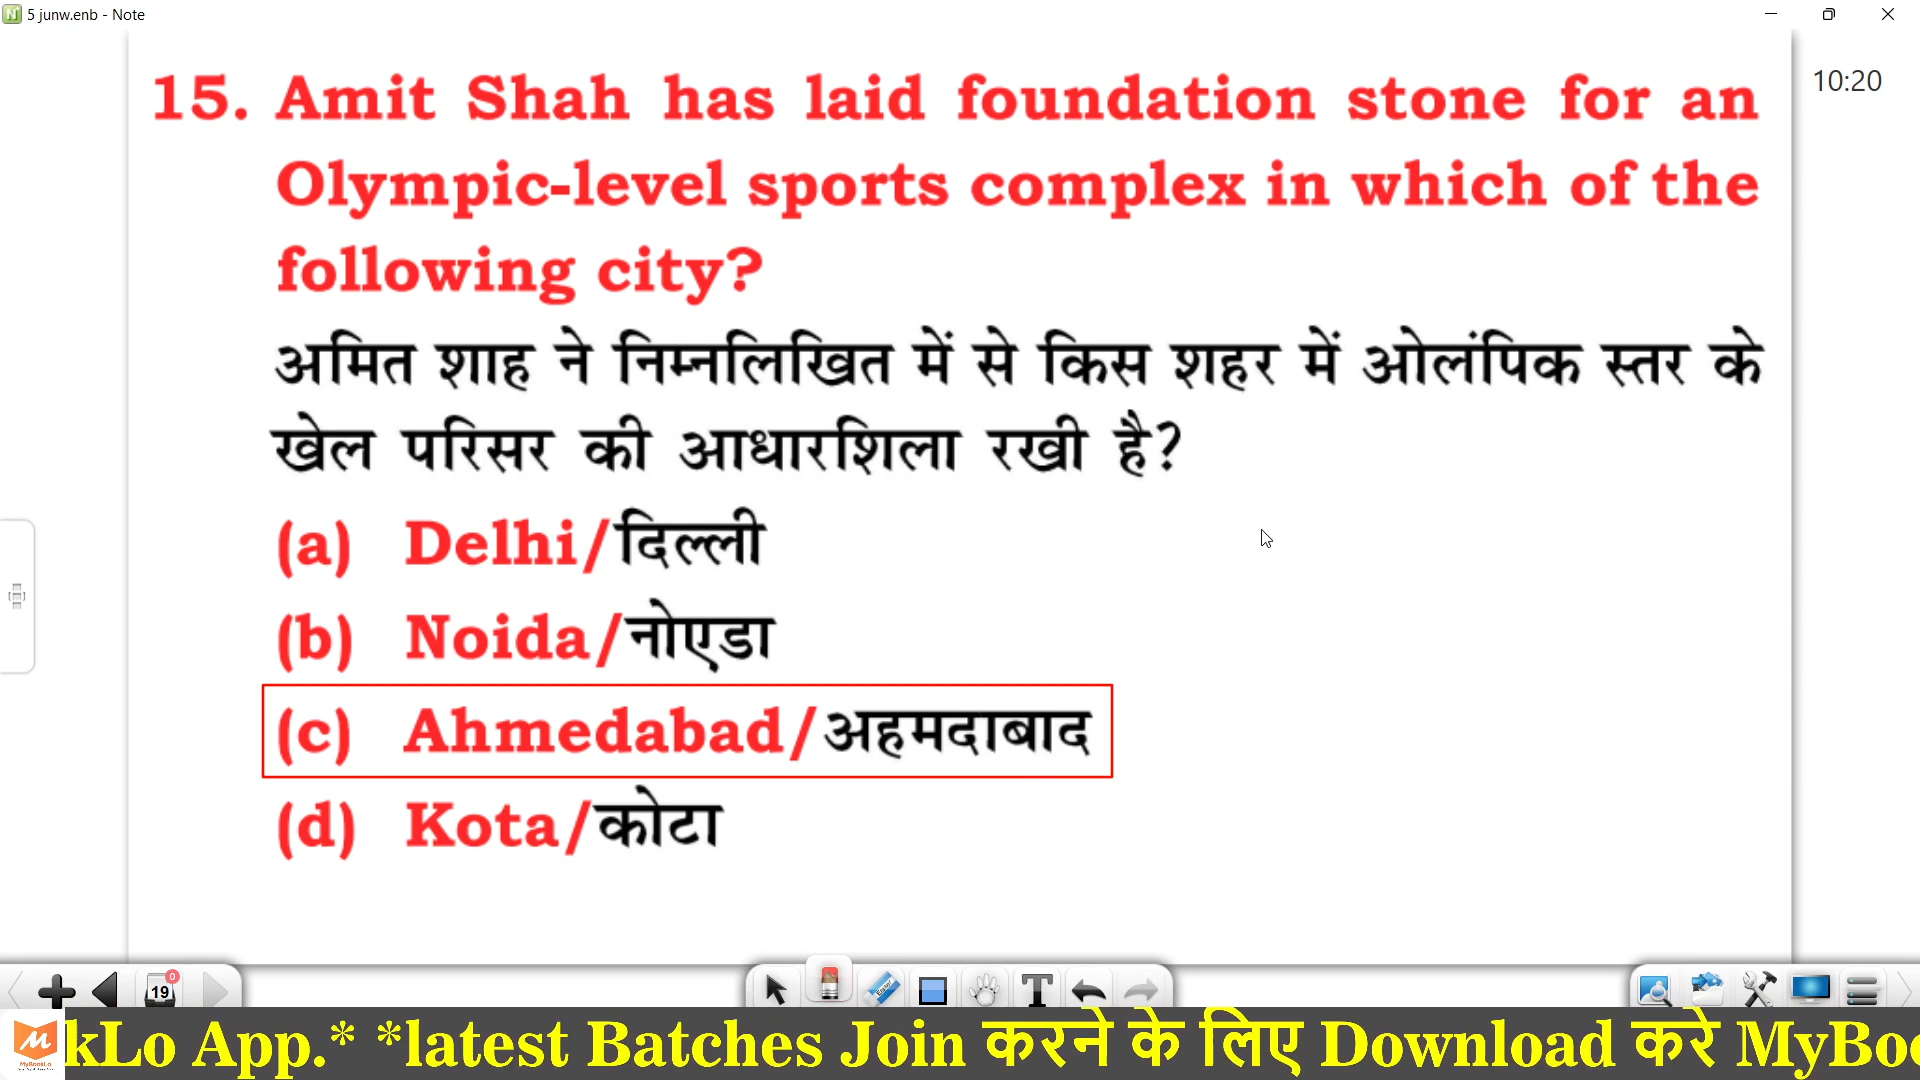 5 junw.enb - Note
10:20
15. Amit Shah has laid foundation stone for an
Olympic-level sports complex in which of the
following city?
अमित शाह ने निम्नलिखित में से किस शहर में ओलंपिक स्तर के
खेल परिसर की आधारशिला रखी है?
(a) Delhi/दिल्ली
(b) Noida/नोएडा
(c) Ahmedabad/अहमदाबाद
(d) Kota/कोटा
0
19
T
kLo App.* *latest Batches Join करने के लिए Download करे MyBoo